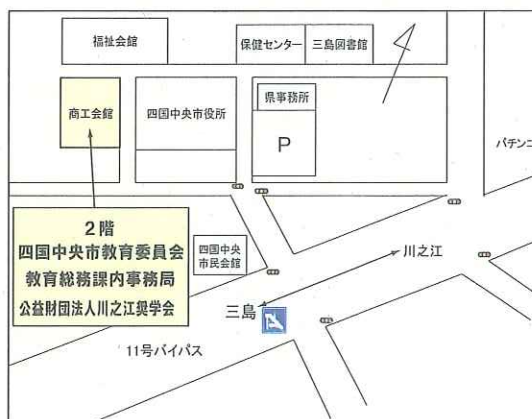 福祉会館
保健センター
三島図書館
県事務所
商工会館
四国中央市役所
P
パチンコ
2階
四国中央市教育委員会
教育総務課内事務局
公益財団法人川之江奨学会
四国中央
市民会館
川之江
三島
11号バイパス